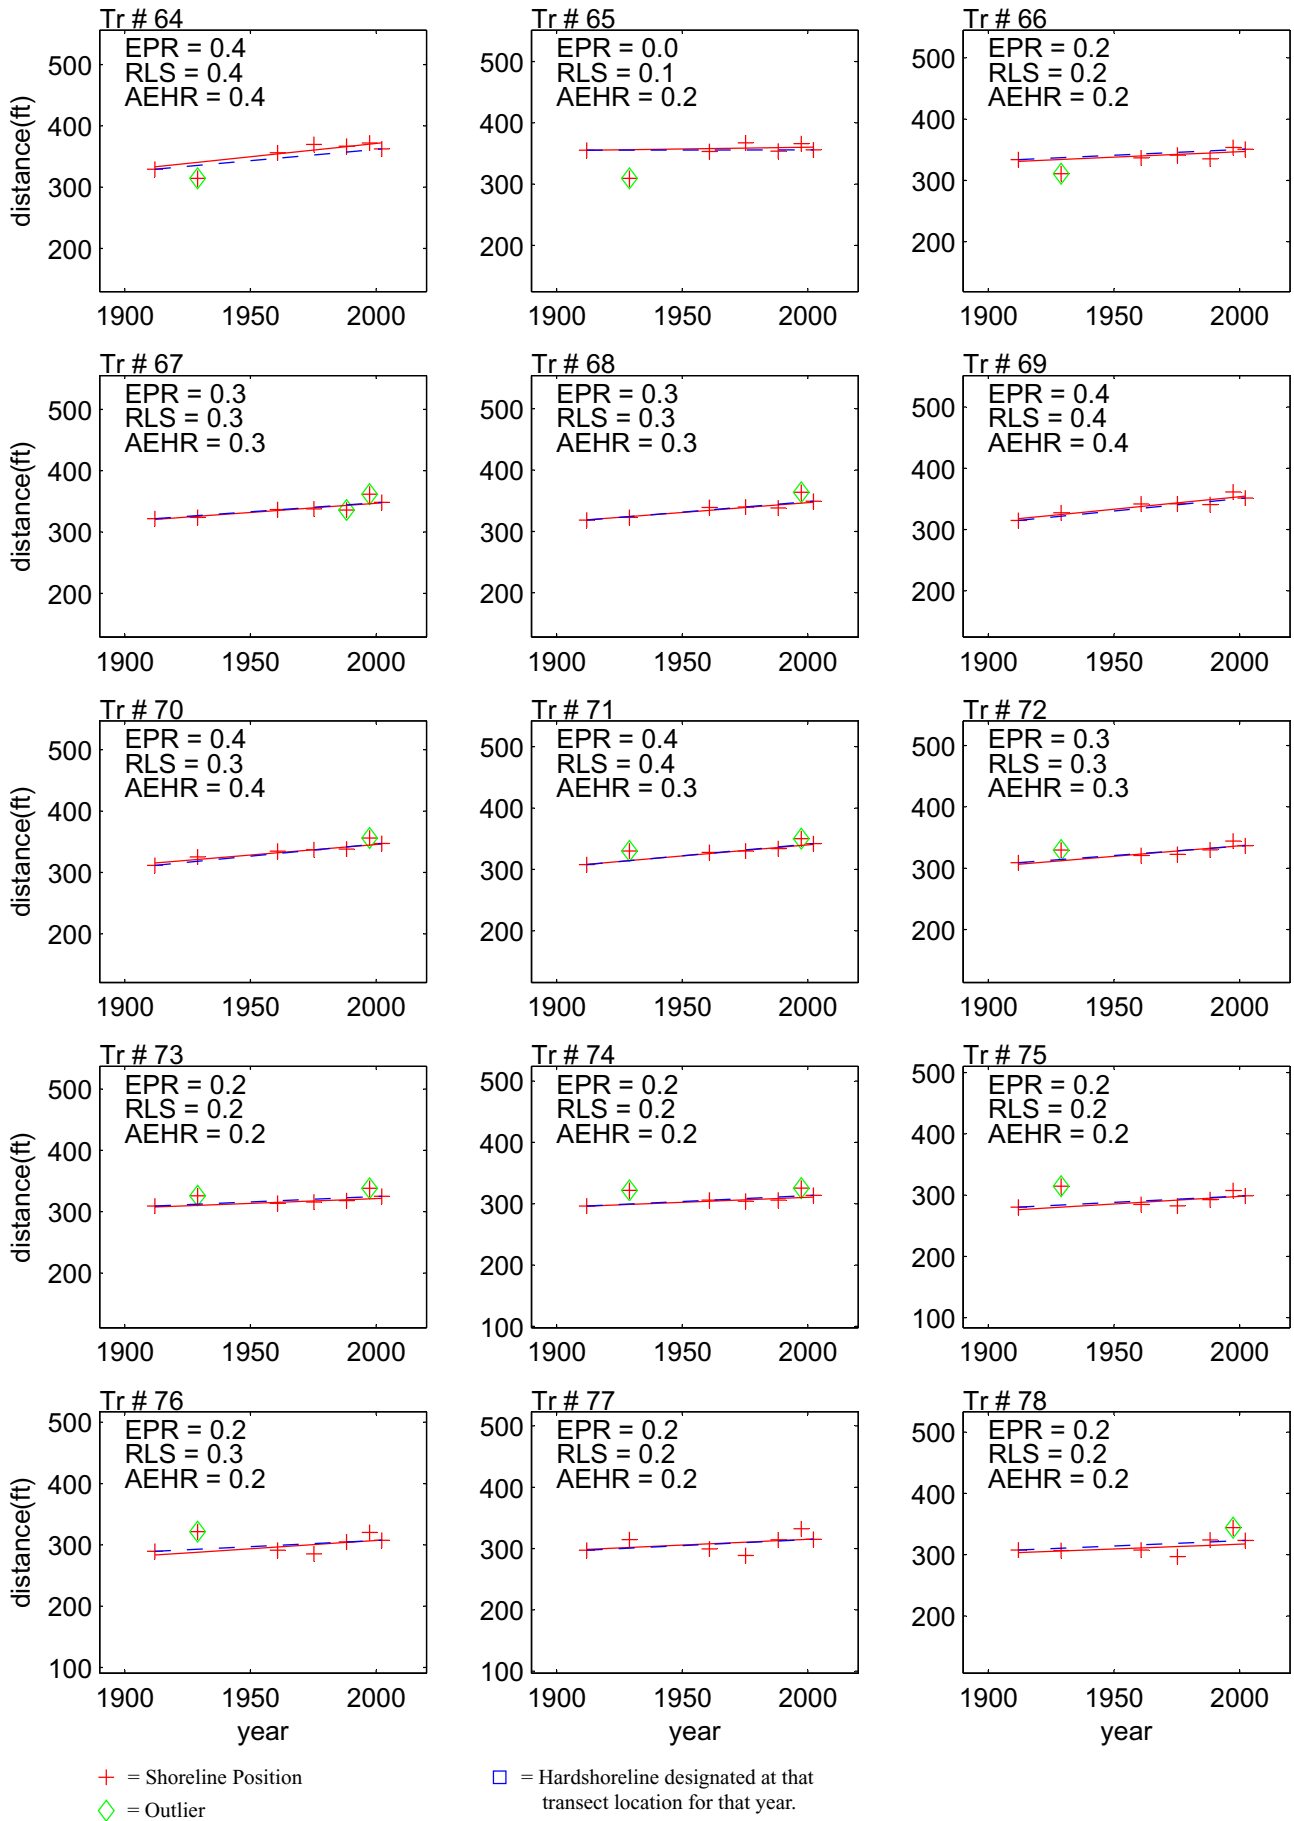 Tr # 64
EPR = 0.4
RLS = 0.4
AEHR = 0.4
500
400
300
200
distance(ft)
1900 1950 2000
Tr # 65
EPR = 0.0
RLS = 0.1
AEHR = 0.2
500
400
300
200
1900 1950 2000
Tr # 66
EPR = 0.2
RLS = 0.2
AEHR = 0.2
500
400
300
200
1900 1950 2000
Tr # 67
EPR = 0.3
RLS = 0.3
AEHR = 0.3
500
400
300
200
distance(ft)
1900 1950 2000
Tr # 68
EPR = 0.3
RLS = 0.3
AEHR = 0.3
500
400
300
200
1900 1950 2000
Tr # 69
EPR = 0.4
RLS = 0.4
AEHR = 0.4
500
400
300
200
1900 1950 2000
Tr # 70
EPR = 0.4
RLS = 0.3
AEHR = 0.4
500
400
300
200
distance(ft)
1900 1950 2000
Tr # 71
EPR = 0.4
RLS = 0.4
AEHR = 0.3
500
400
300
200
1900 1950 2000
Tr # 72
EPR = 0.3
RLS = 0.3
AEHR = 0.3
500
400
300
200
1900 1950 2000
Tr # 73
EPR = 0.2
RLS = 0.2
AEHR = 0.2
500
400
300
200
distance(ft)
1900 1950 2000
Tr # 74
EPR = 0.2
RLS = 0.2
AEHR = 0.2
500
400
300
200
100
1900 1950 2000
Tr # 75
EPR = 0.2
RLS = 0.2
AEHR = 0.2
500
400
300
200
100
1900 1950 2000
Tr # 76
EPR = 0.2
RLS = 0.3
AEHR = 0.2
500
400
300
200
100
distance(ft)
1900 1950 2000
year
Tr # 77
EPR = 0.2
RLS = 0.2
AEHR = 0.2
500
400
300
200
100
1900 1950 2000
year
Tr # 78
EPR = 0.2
RLS = 0.2
AEHR = 0.2
500
400
300
200
1900 1950 2000
year
= Shoreline Position
= Outlier
= Hardshoreline designated at that
transect location for that year.